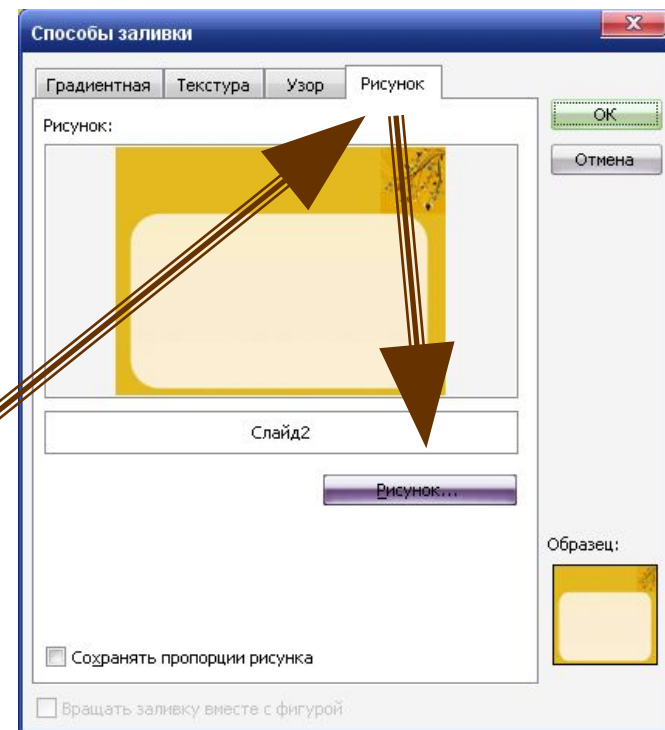 Способы заливки
Градиентная Текстура Узор Рисунок
Рисунок:
ОК
Отмена
Слайд2
Рисунок...
Образец:
Сохранять пропорции рисунка
Вращать заливку вместе с фигурой